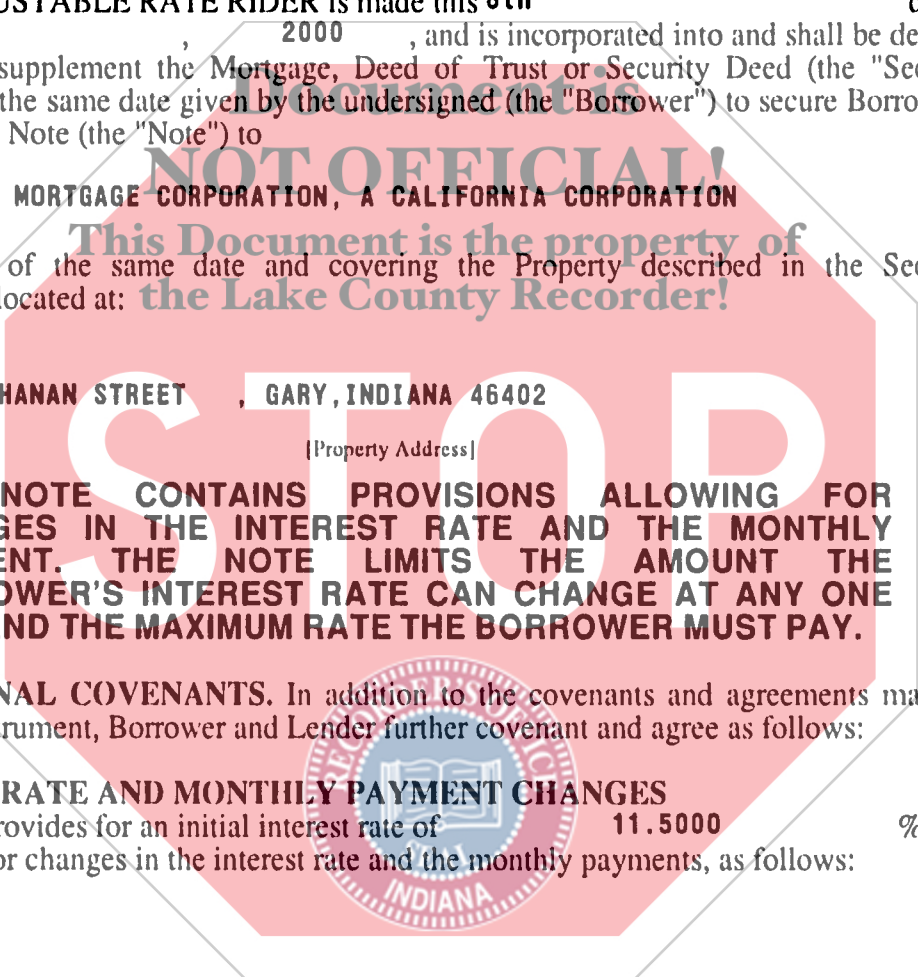 USTABLE RATE RIDER is made this 8th d
, 2000 , and is incorporated into and shall be de
supplement the Mortgage, Deed of Trust or Security Deed (the "Sec
the same date given by the undersigned (the "Borrower") to secure Borro
Note (the "Note") to
Document is
NOT OFFICIAL!
MORTGAGE CORPORATION, A CALIFORNIA CORPORATION
This Document is the property of
of the same date and covering the Property described in the Sec
located at:
the Lake County Recorder!
HANAN STREET , GARY, INDIANA 46402
[Property Address]
STOP
NOTE CONTAINS PROVISIONS ALLOWING FOR
GES IN THE INTEREST RATE AND THE MONTHLY
ENT. THE NOTE LIMITS THE AMOUNT THE
OWER'S INTEREST RATE CAN CHANGE AT ANY ONE
ND THE MAXIMUM RATE THE BORROWER MUST PAY.
NAL COVENANTS. In addition to the covenants and agreements ma
rument, Borrower and Lender further covenant and agree as follows:
RECORDER'S OFFICE
RATE AND MONTHLY PAYMENT CHANGES
rovides for an initial interest rate of 11.5000 %
or changes in the interest rate and the monthly payments, as follows:
INDIANA